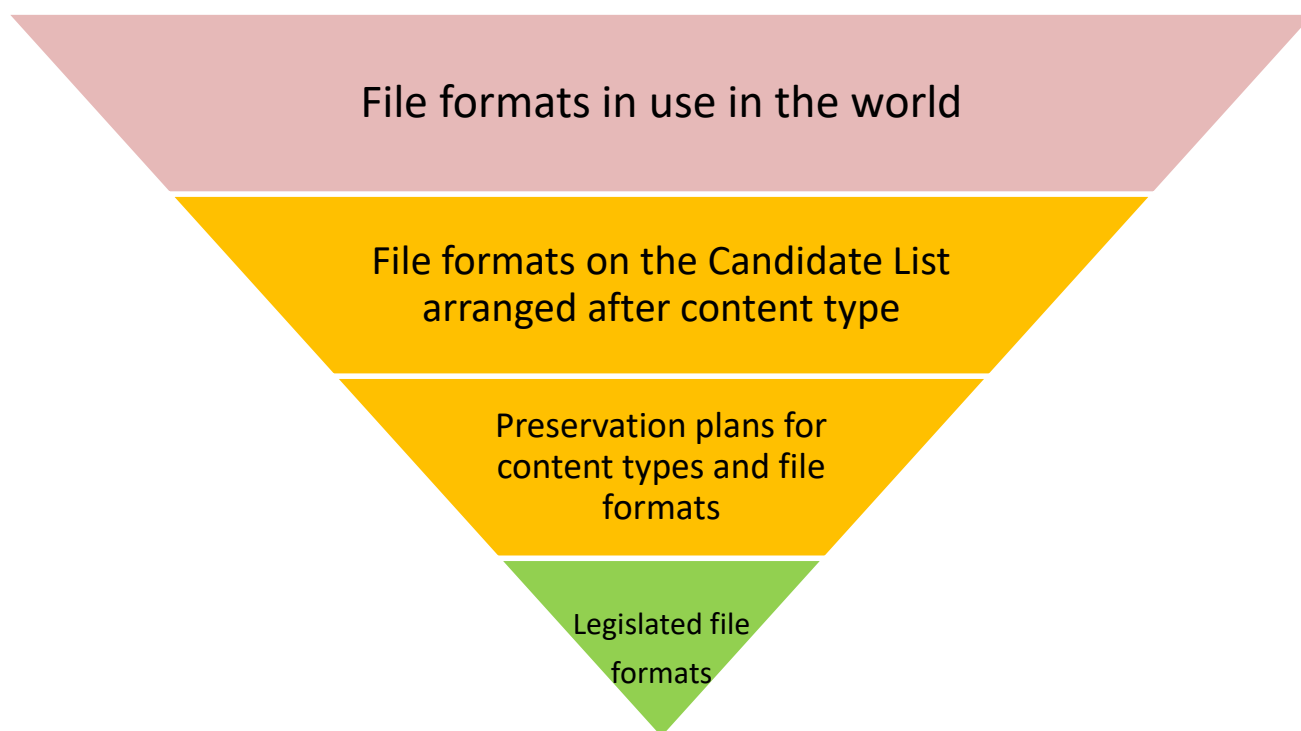 File formats in use in the world
File formats on the Candidate List
arranged after content type
Preservation plans for
content types and file
formats
Legislated file
formats